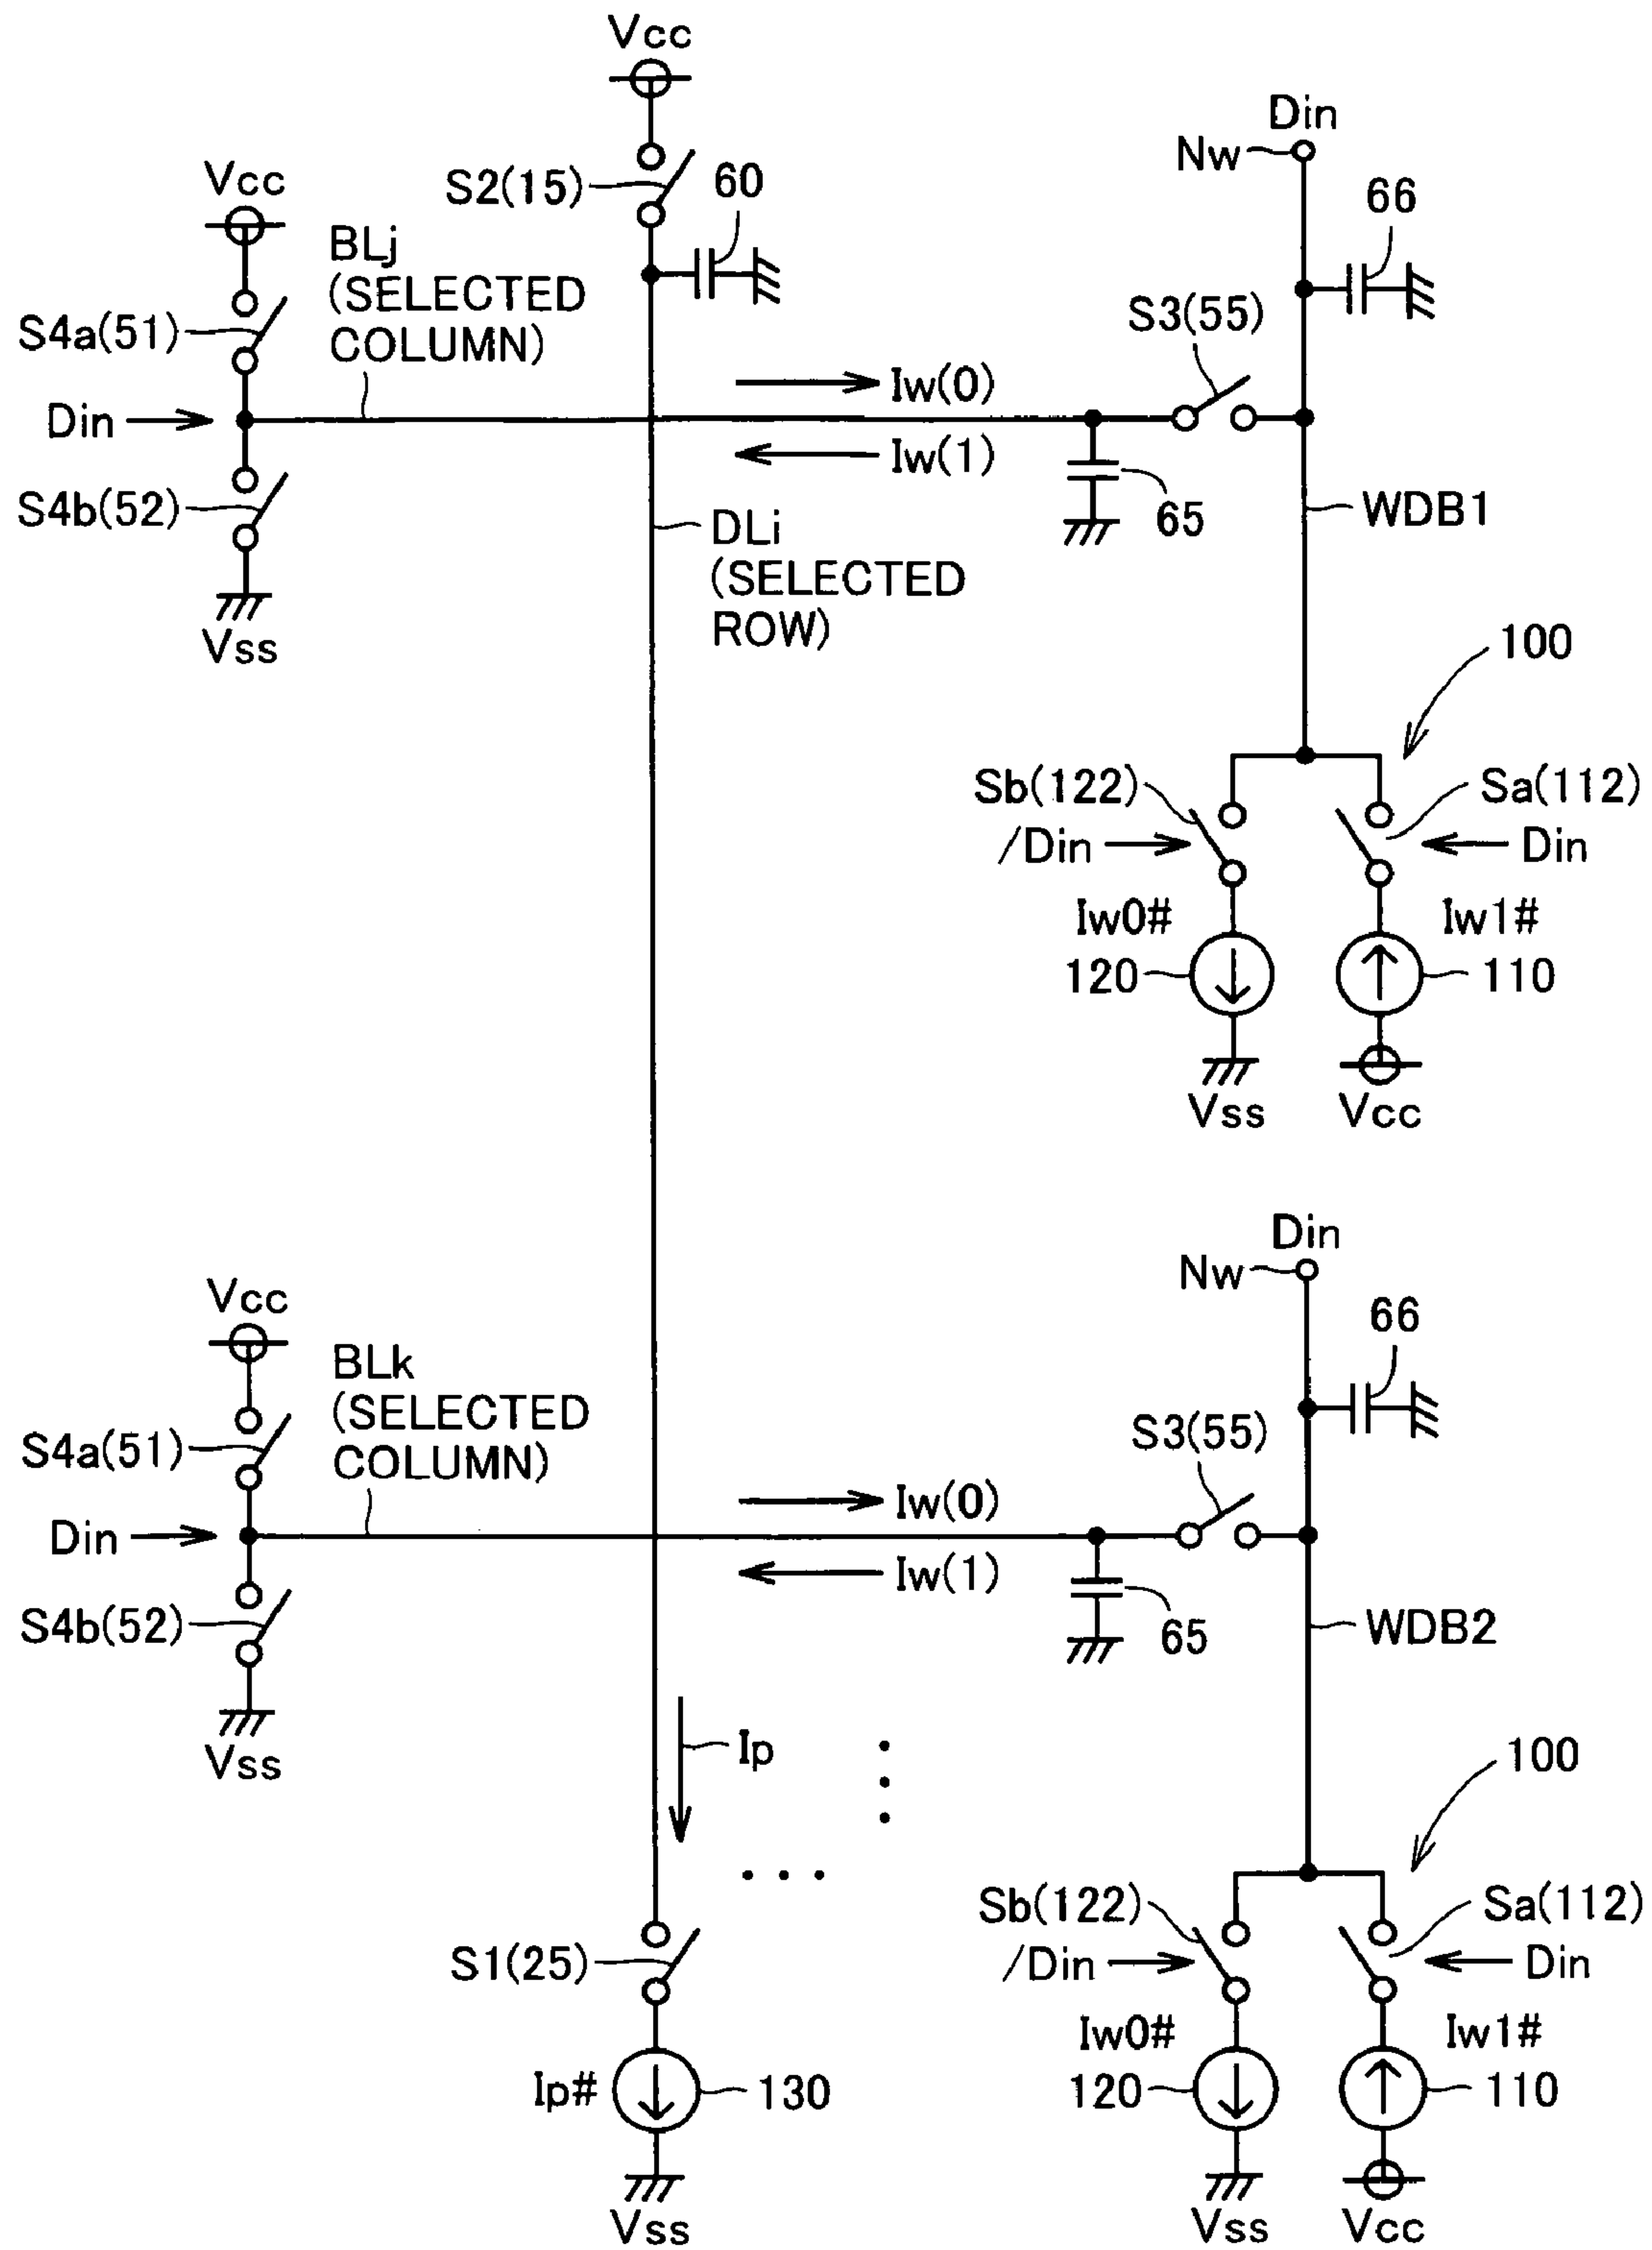 Vcc
Din
Nw
Vcc
S2(15)
60
66
BLj
(SELECTED
COLUMN)
S4a(51)
S3(55)
Iw(0)
Din
Iw(1)
S4b(52)
65
WDB1
DLi
(SELECTED
ROW)
Vss
100
Sb(122)
Sa(112)
/Din
Din
Iw0#
Iw1#
120
110
Vss
Vcc
Din
Nw
Vcc
66
BLk
(SELECTED
COLUMN)
S4a(51)
S3(55)
Iw(0)
Din
Iw(1)
S4b(52)
65
WDB2
Vss
Ip
100
Sb(122)
Sa(112)
S1(25)
/Din
Din
Iw0#
Iw1#
Ip#
130
120
110
Vss
Vss
Vcc